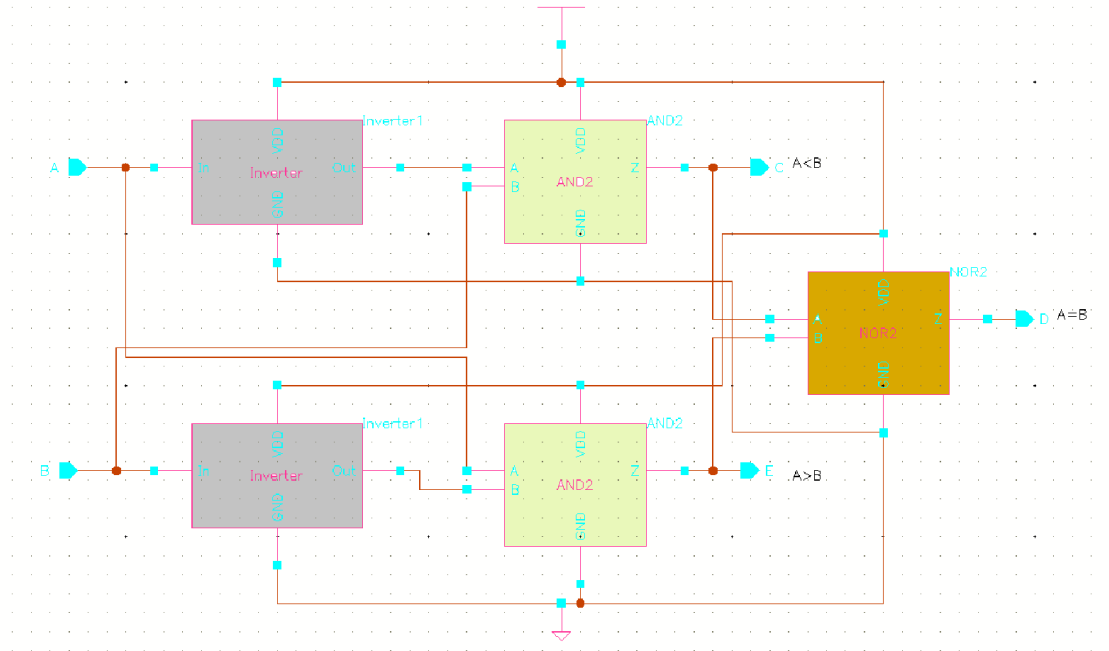 Inverter1
AND2
VDD
VDD
A
In
Inverter
Out
A
AND2
Z
C
A<B
B
GND
GND
NOR2
VDD
A
Z
D
A=B
B
NOR2
GND
Inverter1
AND2
VDD
VDD
B
In
Inverter
Out
A
AND2
Z
E
A>B
B
GND
GND